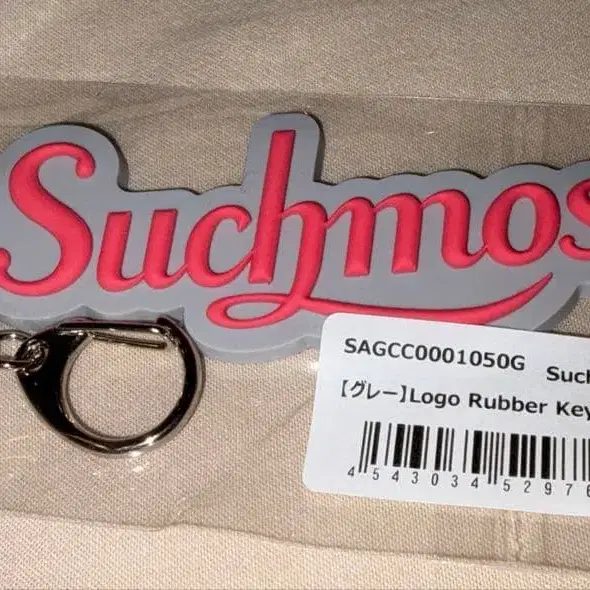 Suchmos
SAGCC0001050G Such
【グレー】Logo Rubber Key
4 543034 52976